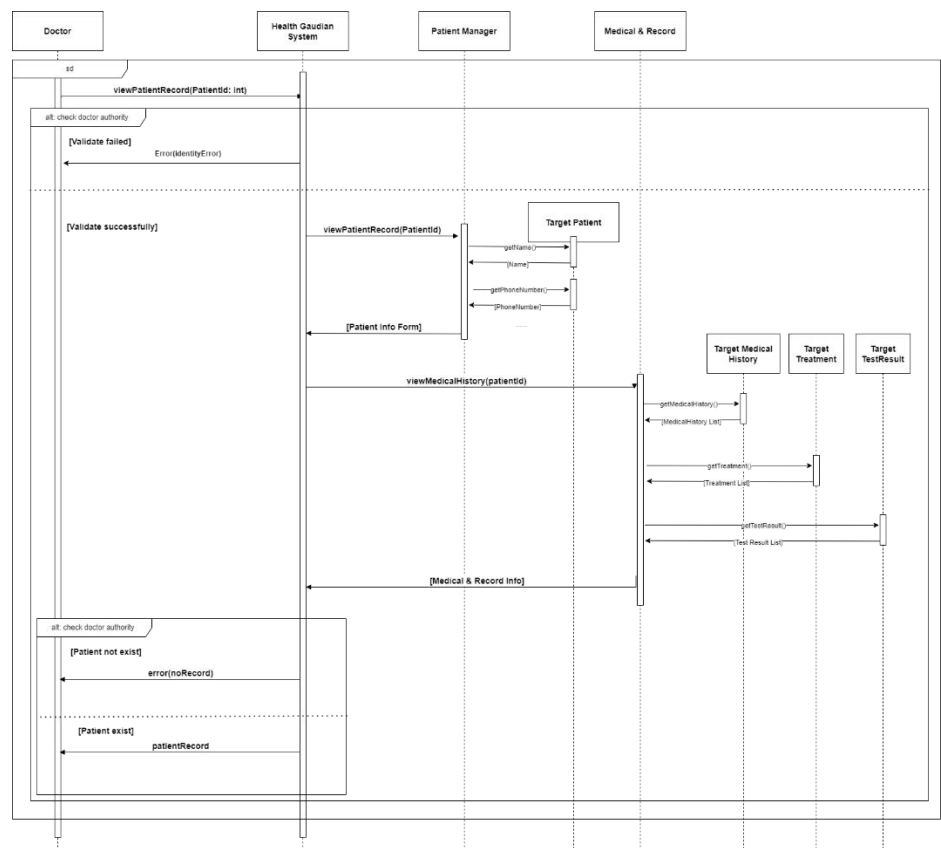 Doctor
Health Gaudian
System
Patient Manager
Medical & Record
sd
viewPatientRecord(PatientId: int)
alt: check doctor authority
[Validate failed]
Error(identityError)
[Validate successfully]
Target Patient
viewPatientRecord(PatientId)
getName()
[Name]
getPhoneNumber()
[PhoneNumber]
......
[Patient Info Form]
Target Medical
History
Target
Treatment
Target
TestResult
viewMedicalHistory(patientId)
getMedicalHistory()
[MedicalHistory List]
getTreatment()
[Treatment List]
getTestResult()
[Test Result List]
[Medical & Record Info]
alt: check doctor authority
[Patient not exist]
error(noRecord)
[Patient exist]
patientRecord